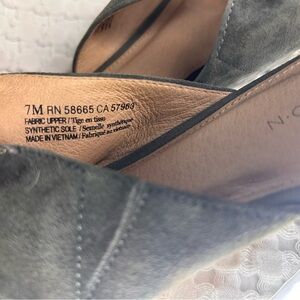 7M RN 58665 CA 57963
FABRIC UPPER / Tige en tissu
SYNTHETIC SOLE / Semelle synthétique
MADE IN VIETNAM / Fabriqué au vietnam